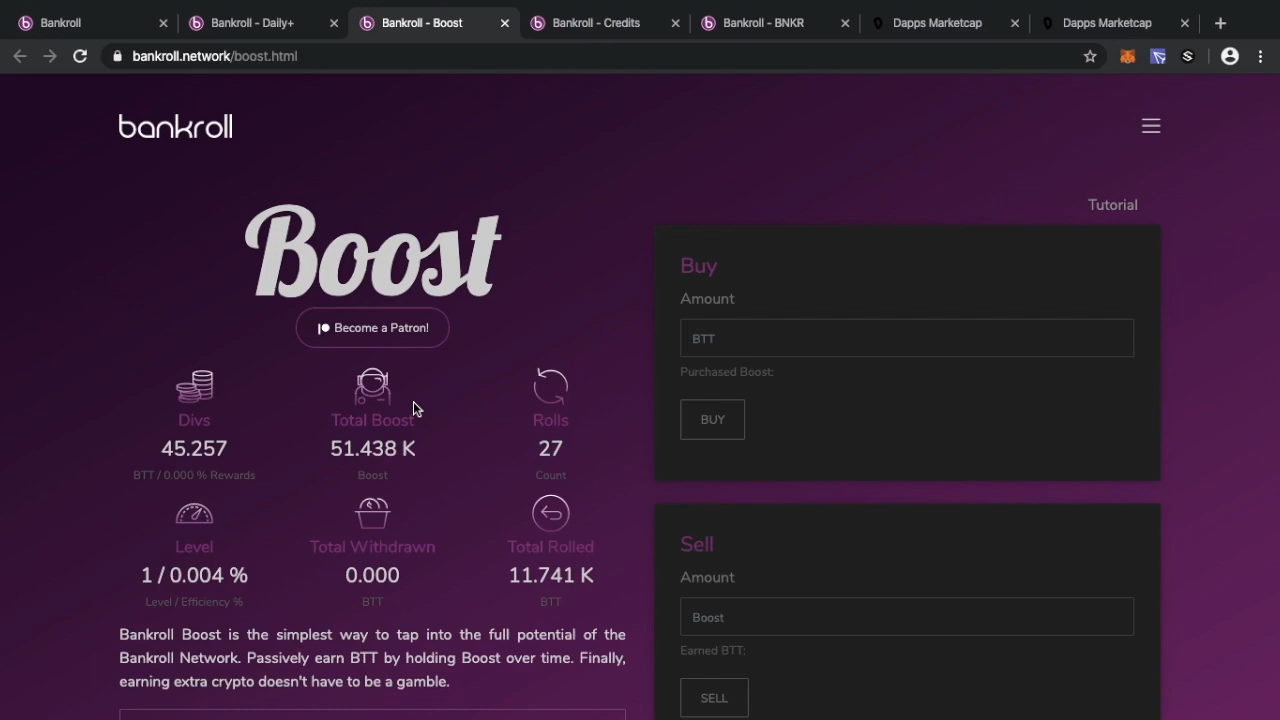 Bankroll
Bankroll - Daily+
Bankroll - Boost
Bankroll - Credits
Bankroll - BNKR
Dapps Marketcap
Dapps Marketcap
bankroll.network/boost.html
bankroll
Tutorial
Boost
Become a Patron!
Divs
45.257
BTT / 0.000 % Rewards
Total Boost
51.438 K
Boost
Rolls
27
Count
Level
1 / 0.004 %
Level / Efficiency %
Total Withdrawn
0.000
BTT
Total Rolled
11.741 K
BTT
Bankroll Boost is the simplest way to tap into the full potential of the
Bankroll Network. Passively earn BTT by holding Boost over time. Finally,
earning extra crypto doesn't have to be a gamble.
Buy
Amount
BTT
Purchased Boost:
BUY
Sell
Amount
Boost
Earned BTT:
SELL